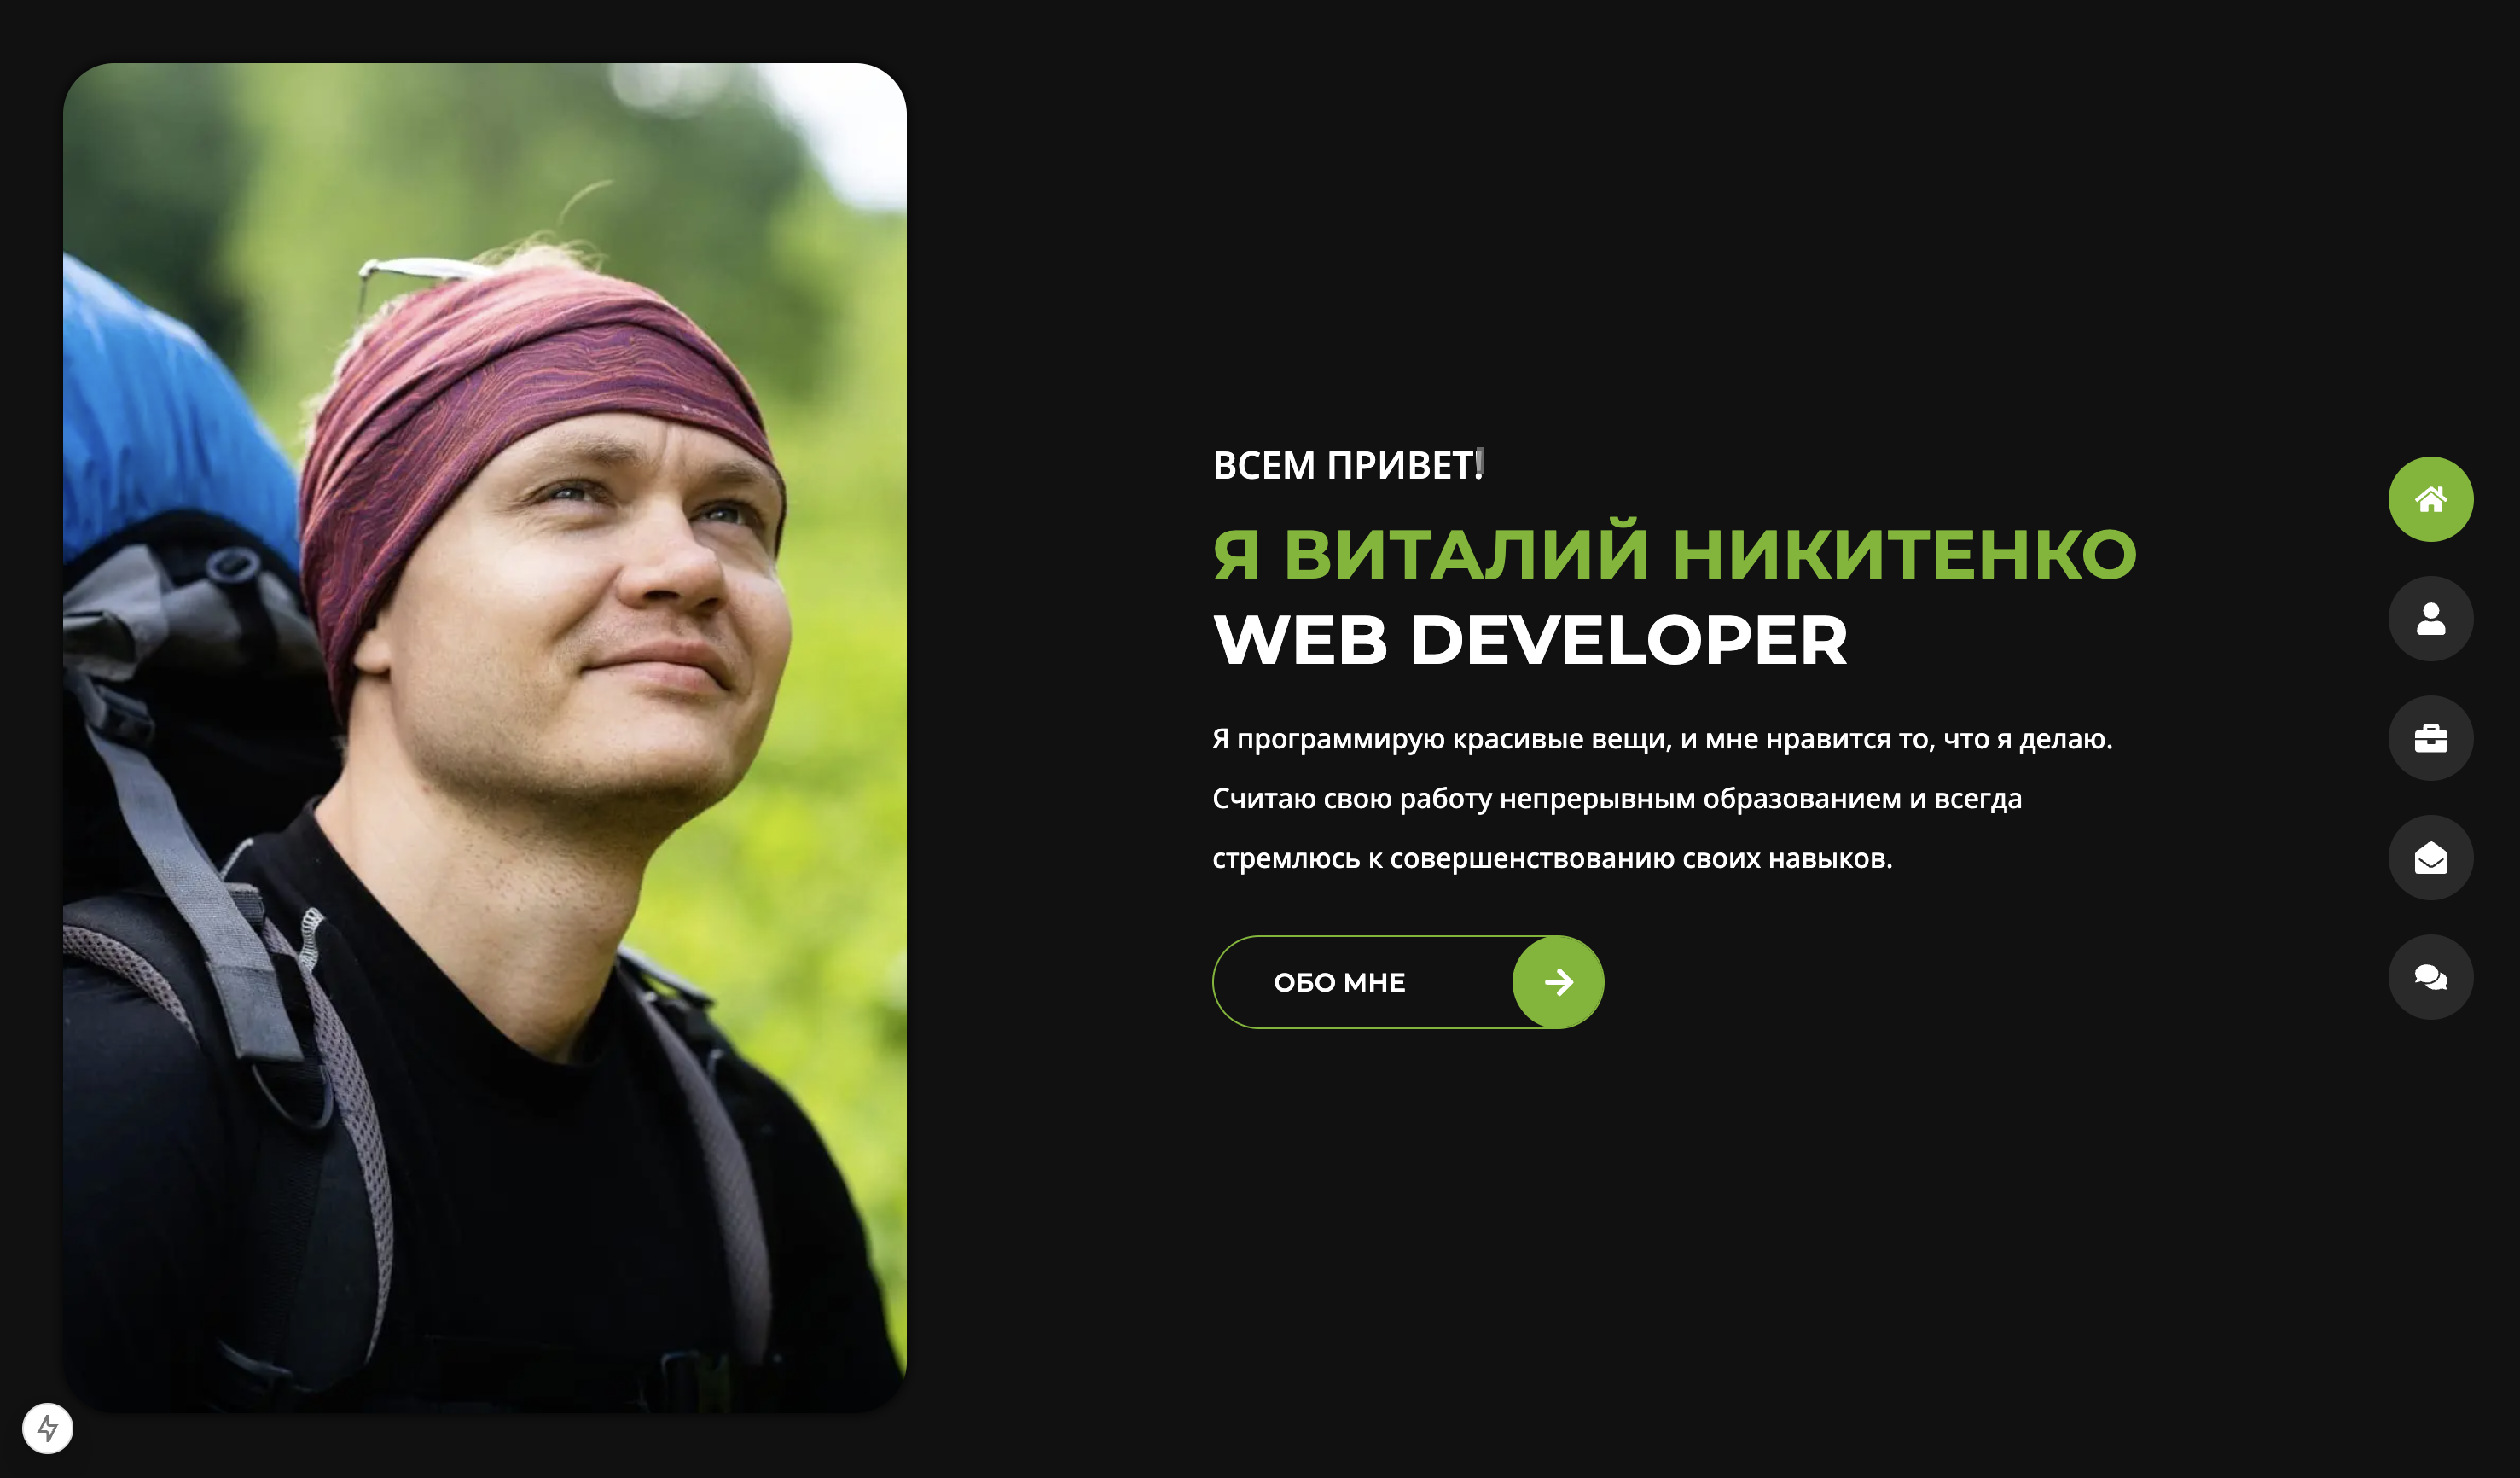 ВСЕМ ПРИВЕТ!
Я ВИТАЛИЙ НИКИТЕНКО
WEB DEVELOPER
Я программирую красивые вещи, и мне нравится то, что я делаю.
Считаю свою работу непрерывным образованием и всегда
стремлюсь к совершенствованию своих навыков.
ОБО МНЕ